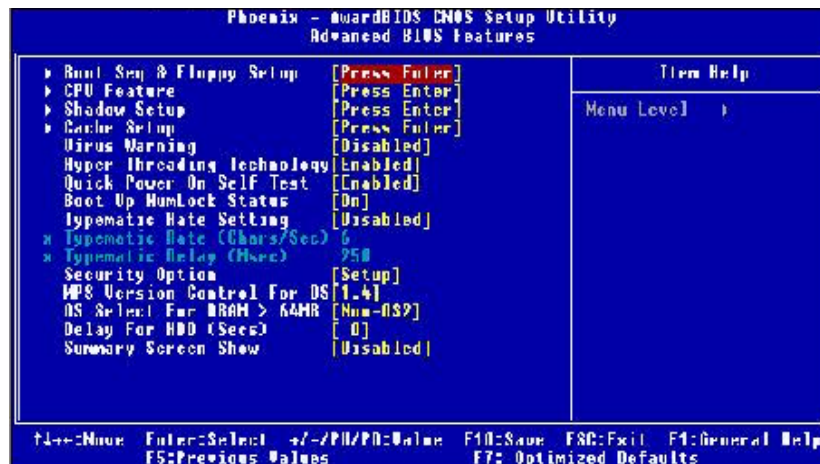 Phoenix - AwardBIOS CMOS Setup Utility
Advanced BIOS Features
Boot Seq & Floppy Setup [Press Enter]
Item Help
CPU Feature [Press Enter]
Shadow Setup [Press Enter]
Menu Level
Cache Setup [Press Enter]
Virus Warning [Disabled]
Hyper Threading Technology[Enabled]
Quick Power On Self Test [Enabled]
Boot Up NumLock Status [On]
Typematic Rate Setting [Disabled]
x Typematic Rate (Chars/Sec) 6
x Typematic Delay (Msec) 250
Security Option [Setup]
MPS Version Control For OS[1.4]
OS Select For DRAM > 64MB [Non-OS2]
Delay For HDD (Secs) [ 0]
Summary Screen Show [Disabled]
↑↓→←:Move Enter:Select +/-/PU/PD:Value F10:Save ESC:Exit F1:General Help
F5:Previous Values F7: Optimized Defaults